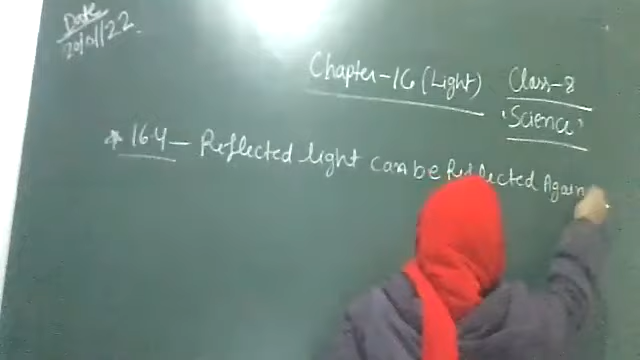 Date
20/01/22.
Chapter-16 (Light) Class-8
'Science'
* 16.4 - Reflected light can be Reflected Again